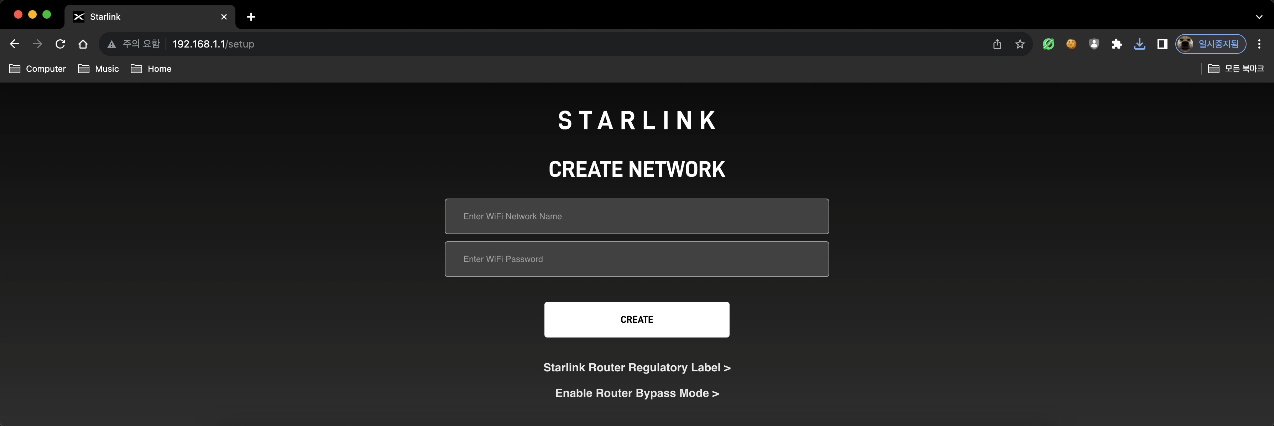 Starlink
주의 요함 192.168.1.1/setup
일시중지됨
Computer Music Home 모든 북마크
STARLINK
CREATE NETWORK
Enter WiFi Network Name
Enter WiFi Password
CREATE
Starlink Router Regulatory Label >
Enable Router Bypass Mode >